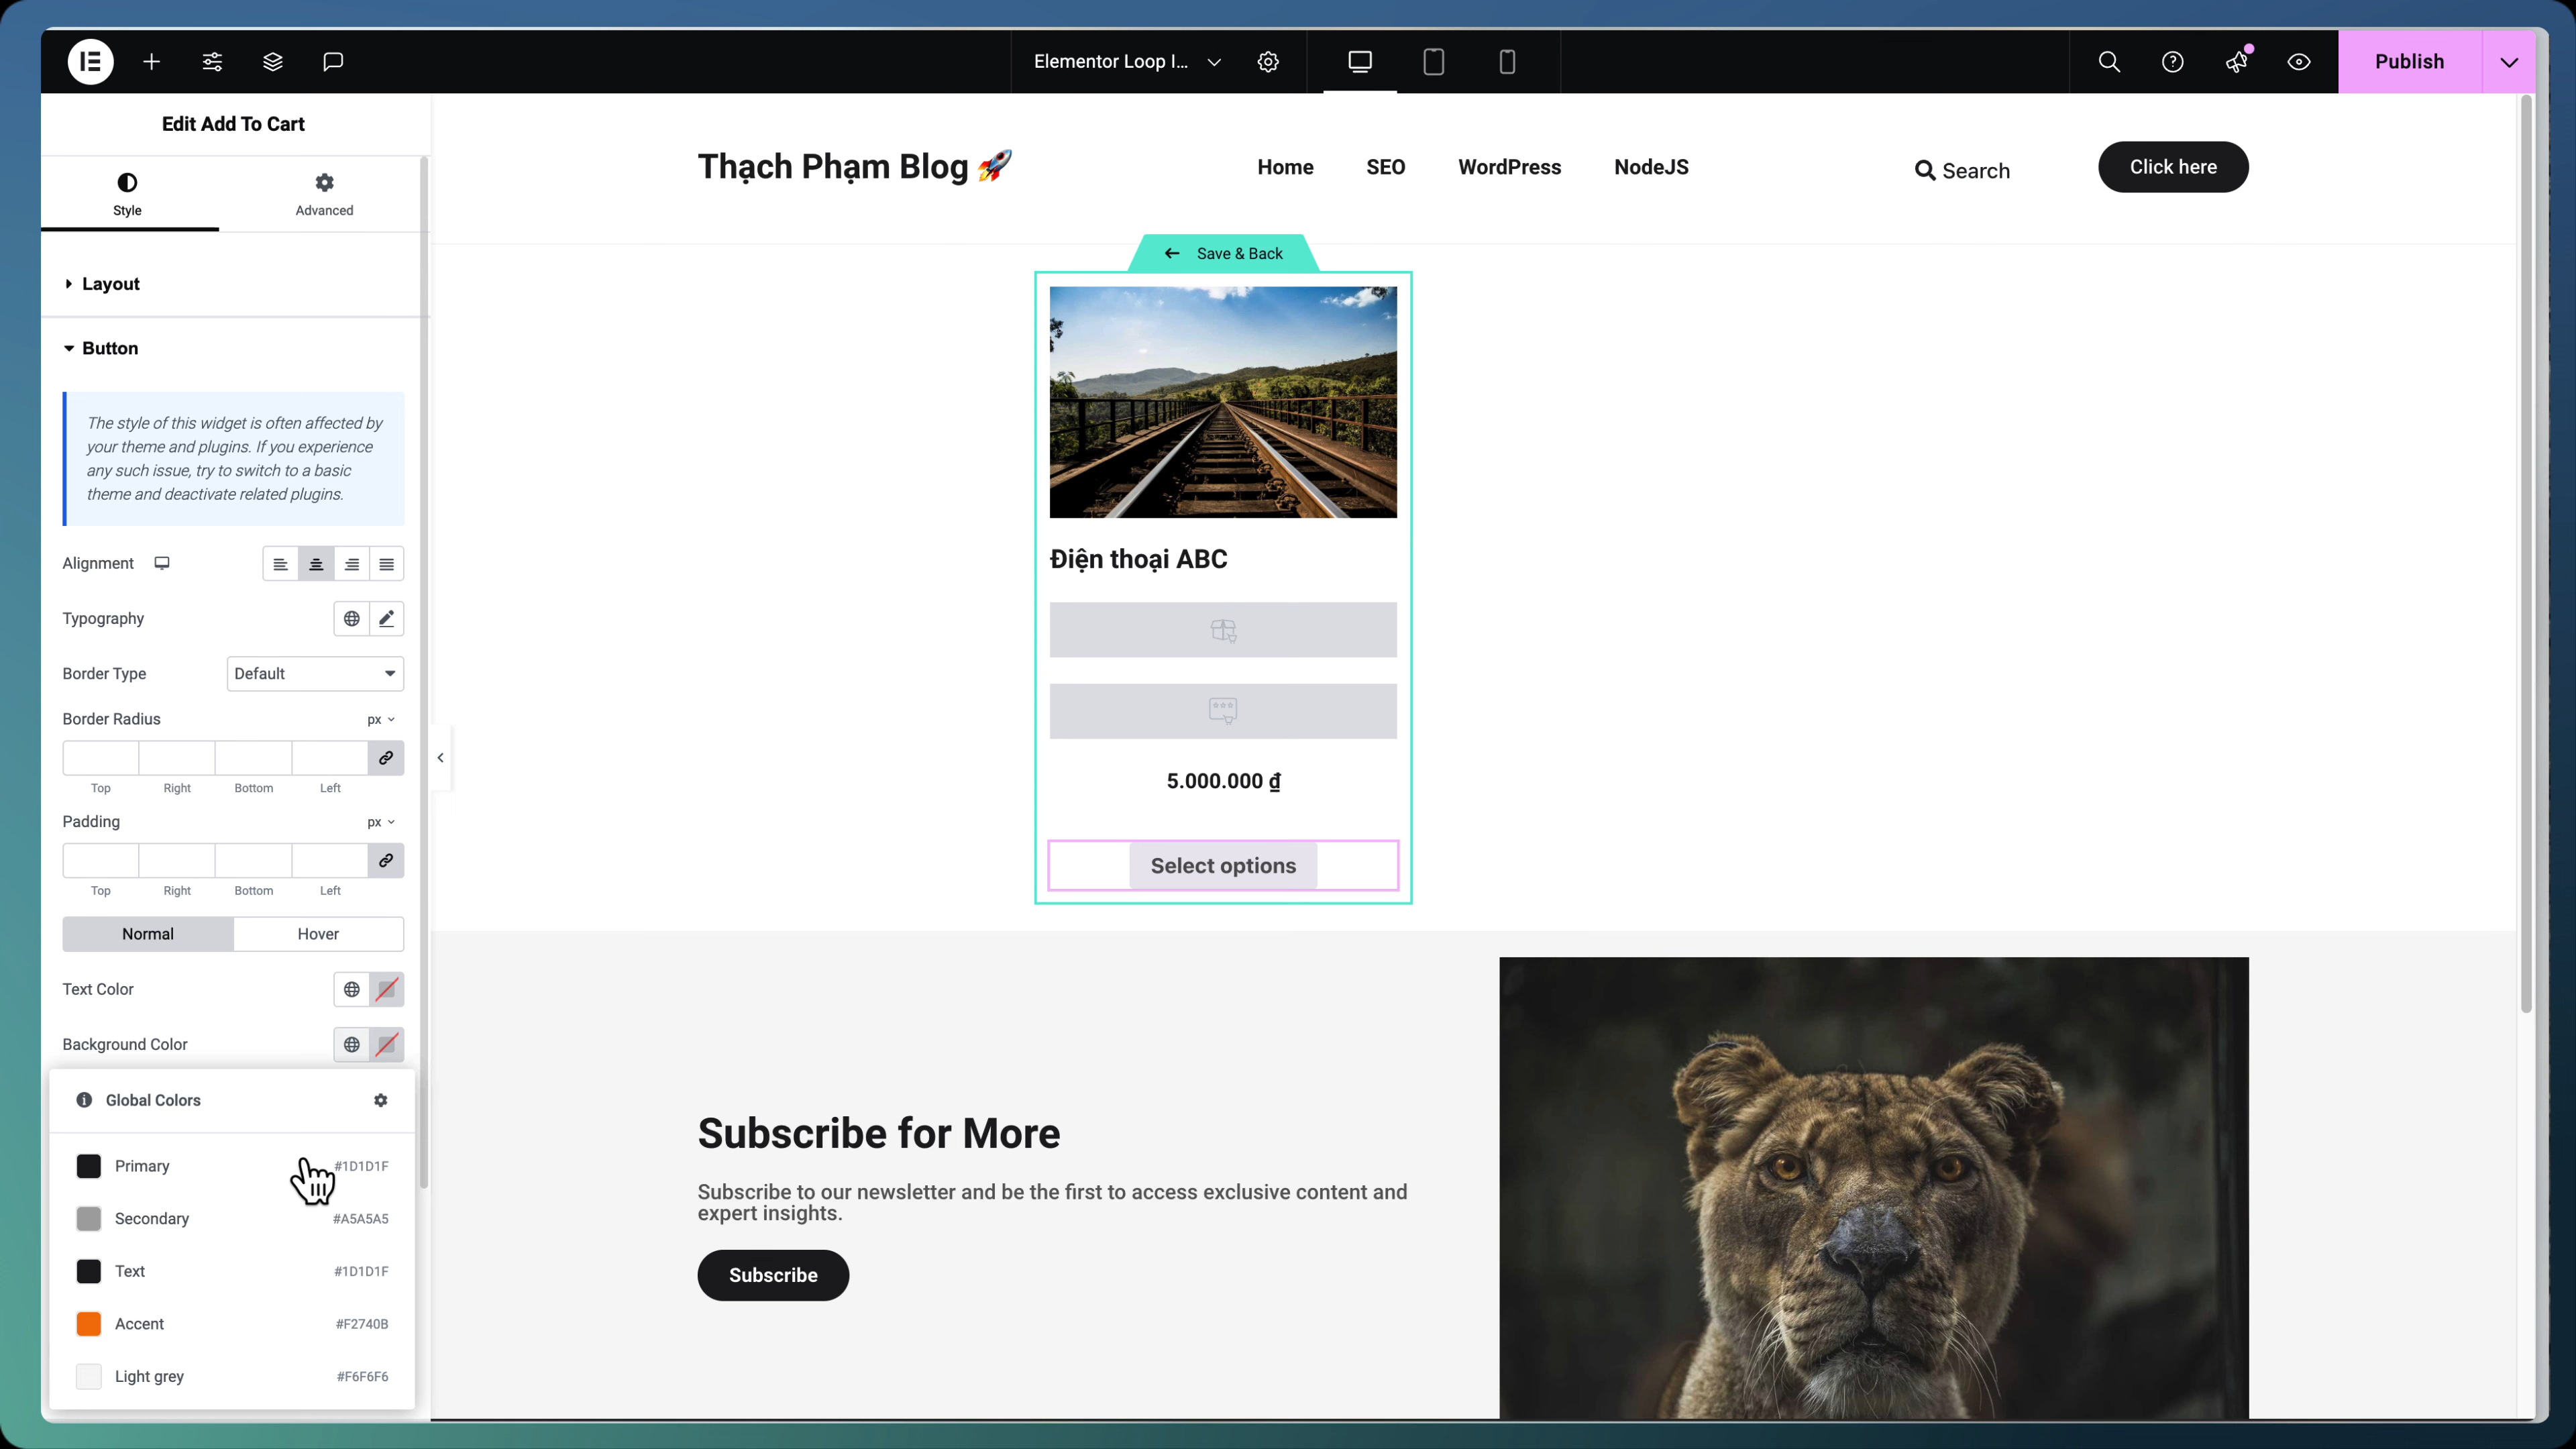 Elementor Loop I...
Publish
Edit Add To Cart
Style
Advanced
Layout
Button
The style of this widget is often affected by
your theme and plugins. If you experience
any such issue, try to switch to a basic
theme and deactivate related plugins.
Alignment
Typography
Border Type
Default
Border Radius
px
Top
Right
Bottom
Left
Padding
px
Top
Right
Bottom
Left
Normal
Hover
Text Color
Background Color
Global Colors
Primary
#1D1D1F
Secondary
#A5A5A5
Text
#1D1D1F
Accent
#F2740B
Light grey
#F6F6F6
Thạch Phạm Blog 🚀
Home
SEO
WordPress
NodeJS
Search
Click here
Save & Back
Điện thoại ABC
5.000.000 ₫
Select options
Subscribe for More
Subscribe to our newsletter and be the first to access exclusive content and
expert insights.
Subscribe